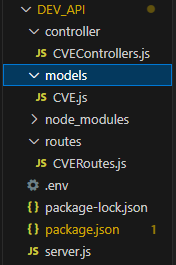 DEV_API
controller
JS CVEControllers.js
models
JS CVE.js
node_modules
routes
JS CVERoutes.js
.env
{} package-lock.json
{} package.json 1
JS server.js